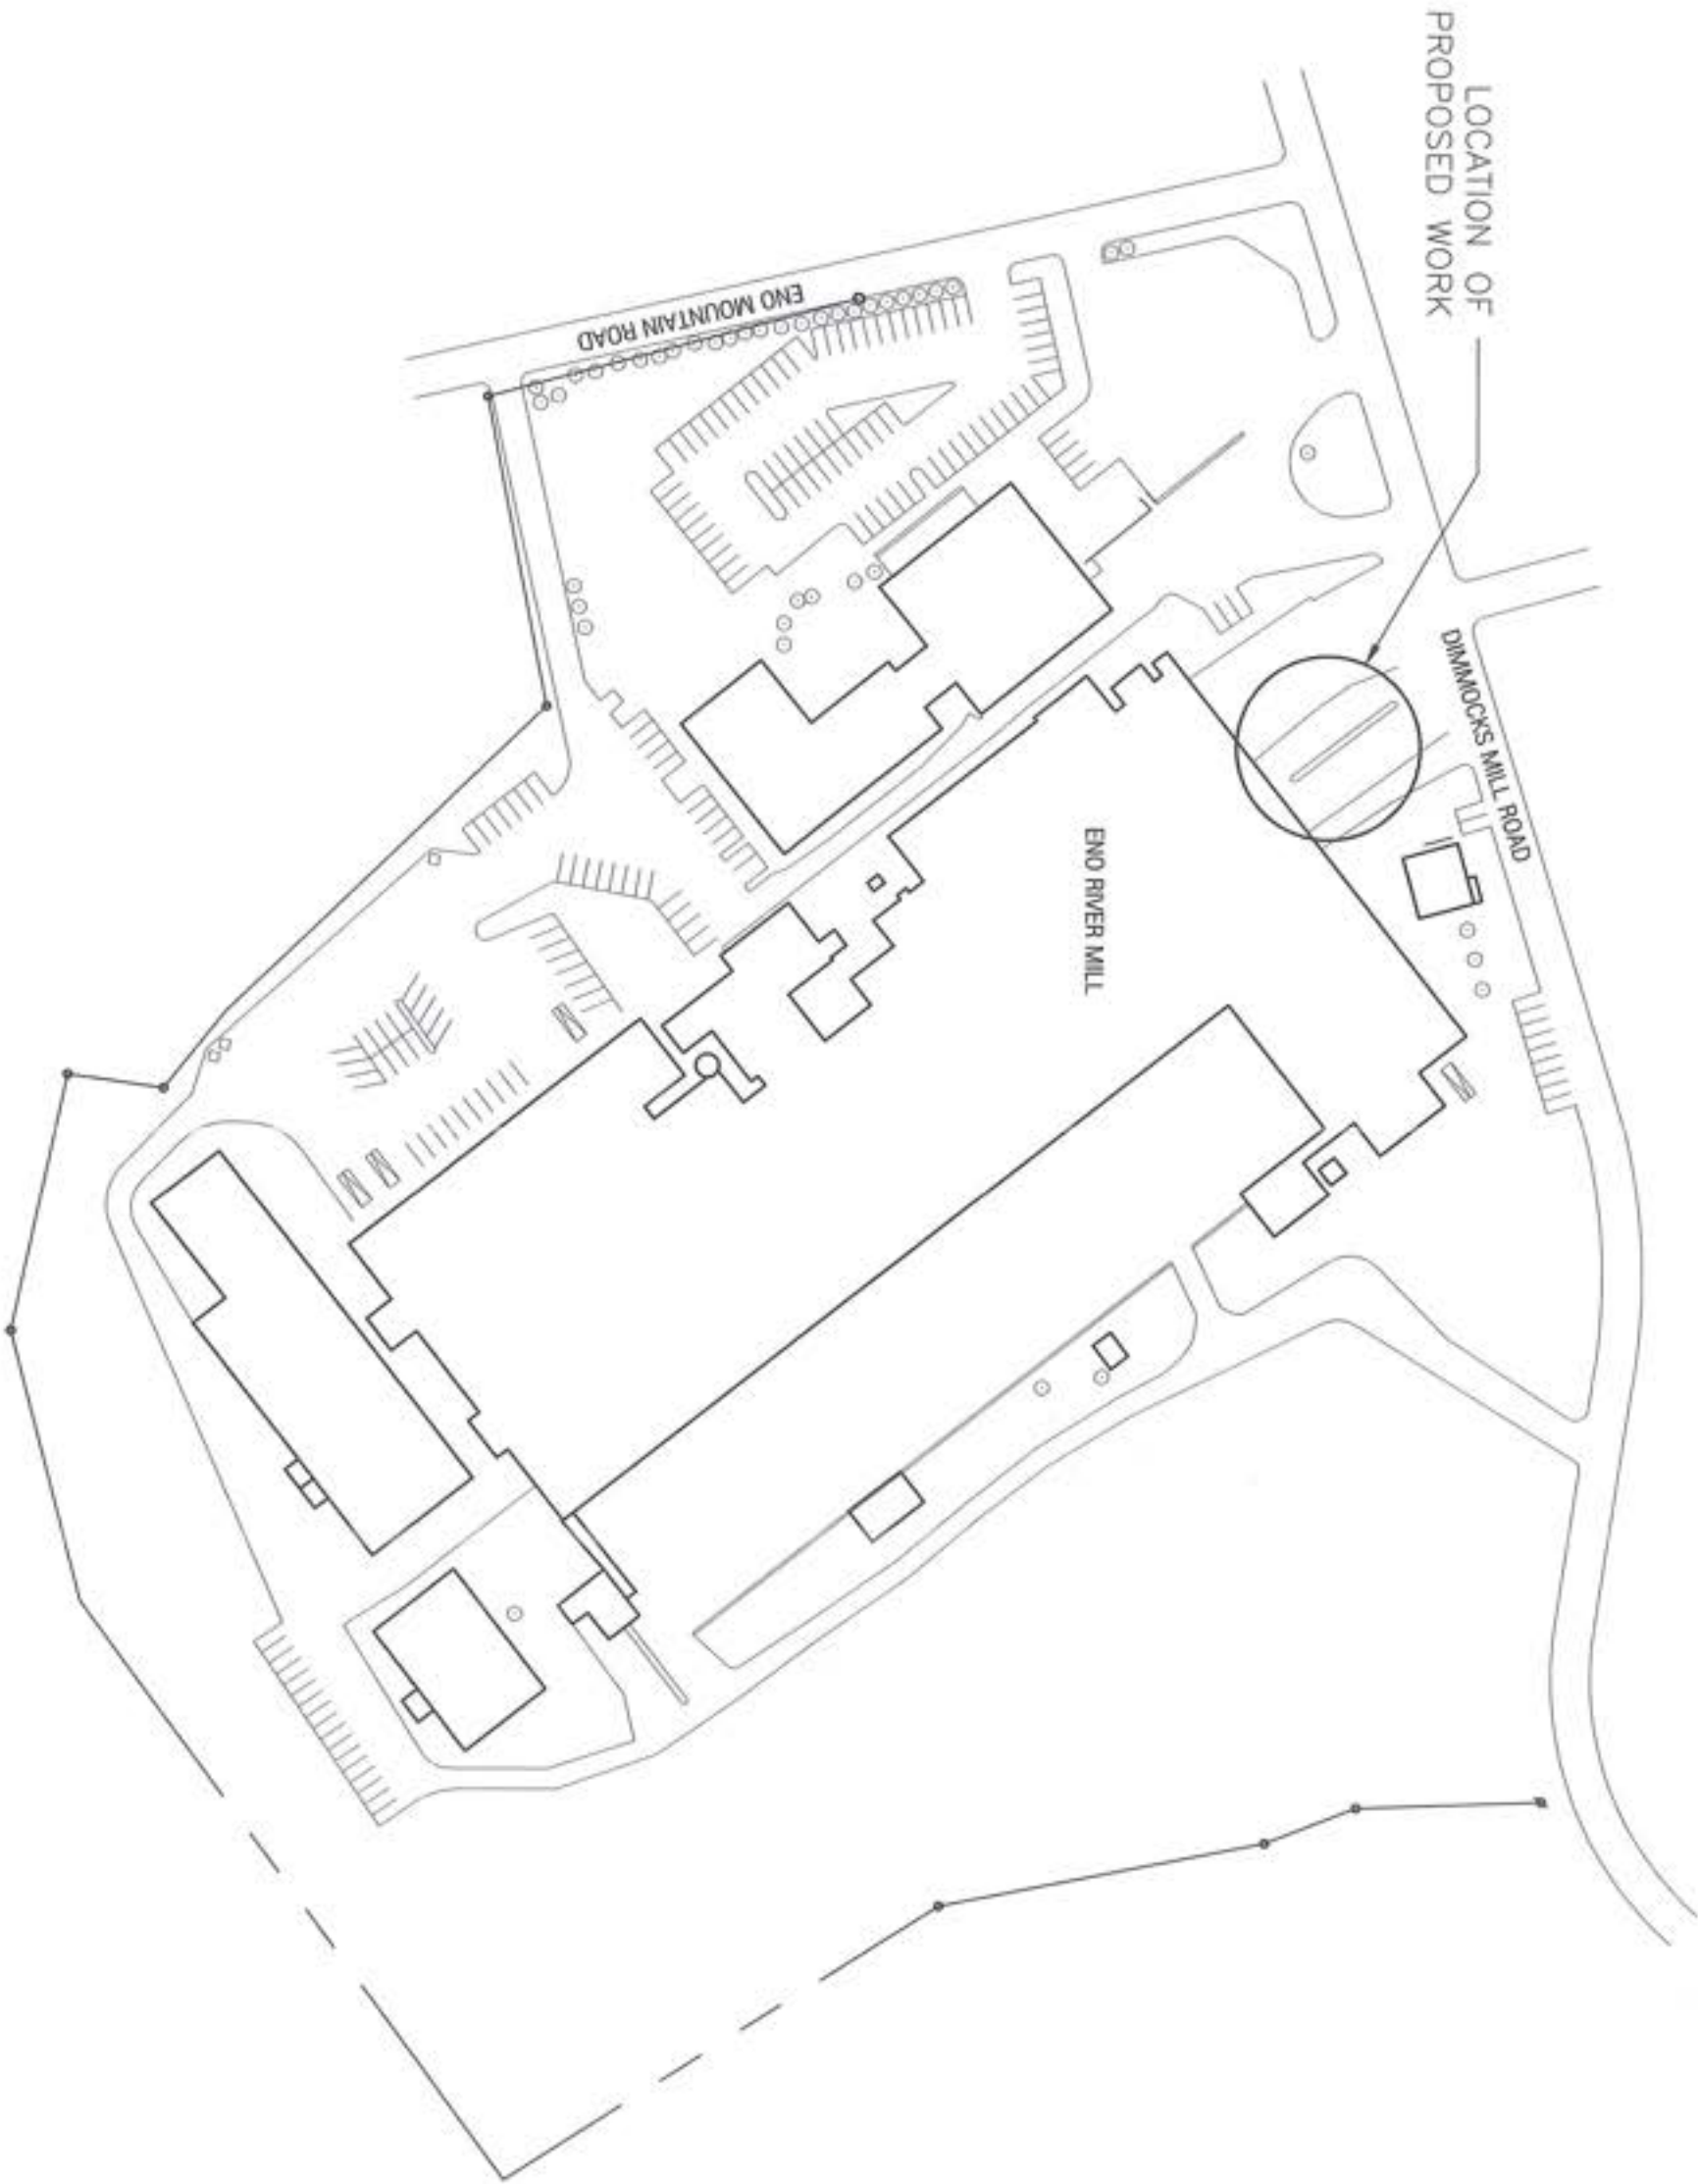 LOCATION OF
PROPOSED WORK
ENO MOUNTAIN ROAD
DIMMOCKS MILL ROAD
ENO RIVER MILL